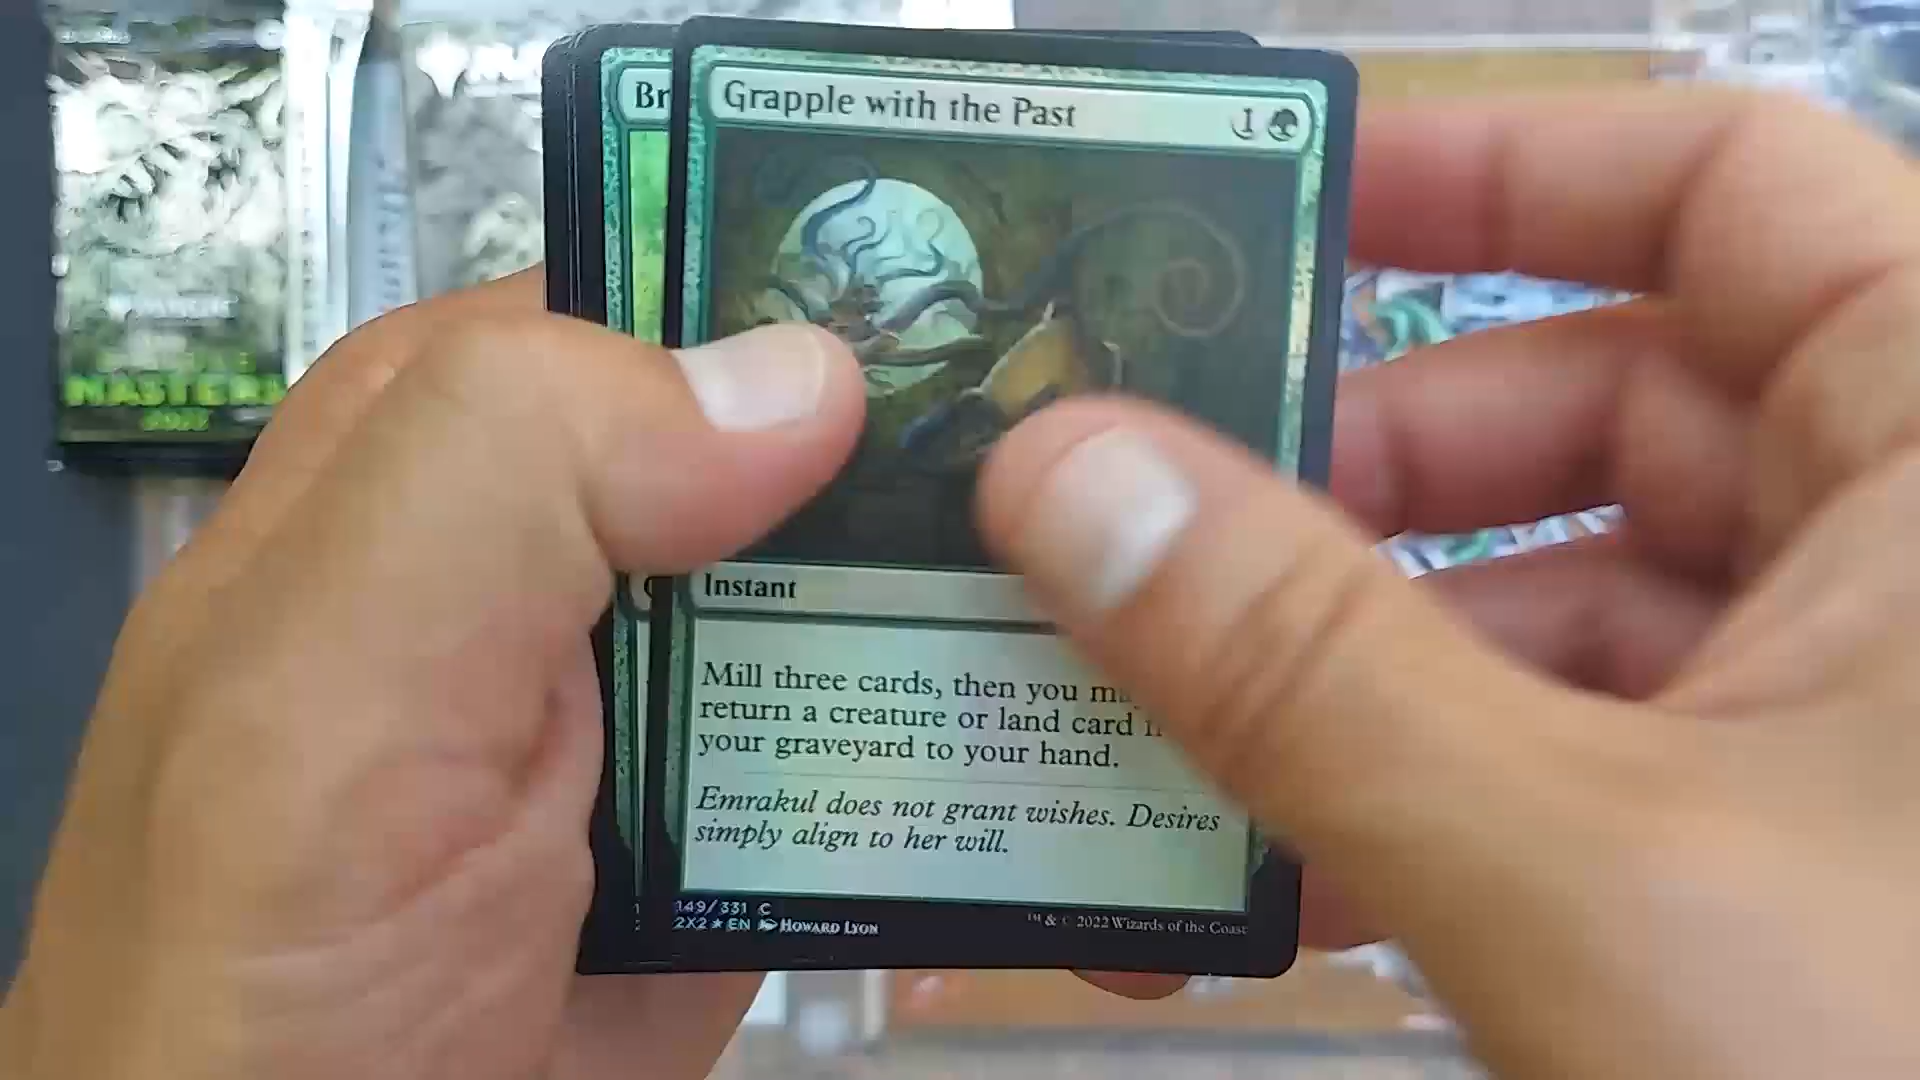 Br
Grapple with the Past
1
Instant
Mill three cards, then you
return a creature or land card
your graveyard to your hand.
Emrakul does not grant wishes. Desires
simply align to her will.
149/331 C
2X2 ★ EN HOWARD LYON
™ & © 2022 Wizards of the Coast
MASTERS
2022